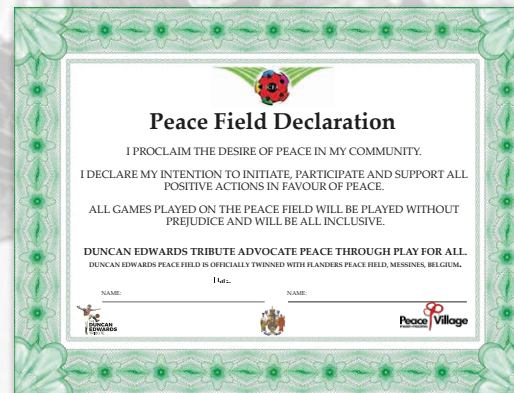 Peace Field Declaration
I PROCLAIM THE DESIRE OF PEACE IN MY COMMUNITY.
I DECLARE MY INTENTION TO INITIATE, PARTICIPATE AND SUPPORT ALL
POSITIVE ACTIONS IN FAVOUR OF PEACE.
ALL GAMES PLAYED ON THE PEACE FIELD WILL BE PLAYED WITHOUT
PREJUDICE AND WILL BE ALL INCLUSIVE.
DUNCAN EDWARDS TRIBUTE ADVOCATE PEACE THROUGH PLAY FOR ALL.
DUNCAN EDWARDS PEACE FIELD IS OFFICIALLY TWINNED WITH FLANDERS PEACE FIELD, MESSINES, BELGIUM.
NAME: NAME:
DUNCAN
EDWARDS
Peace Village